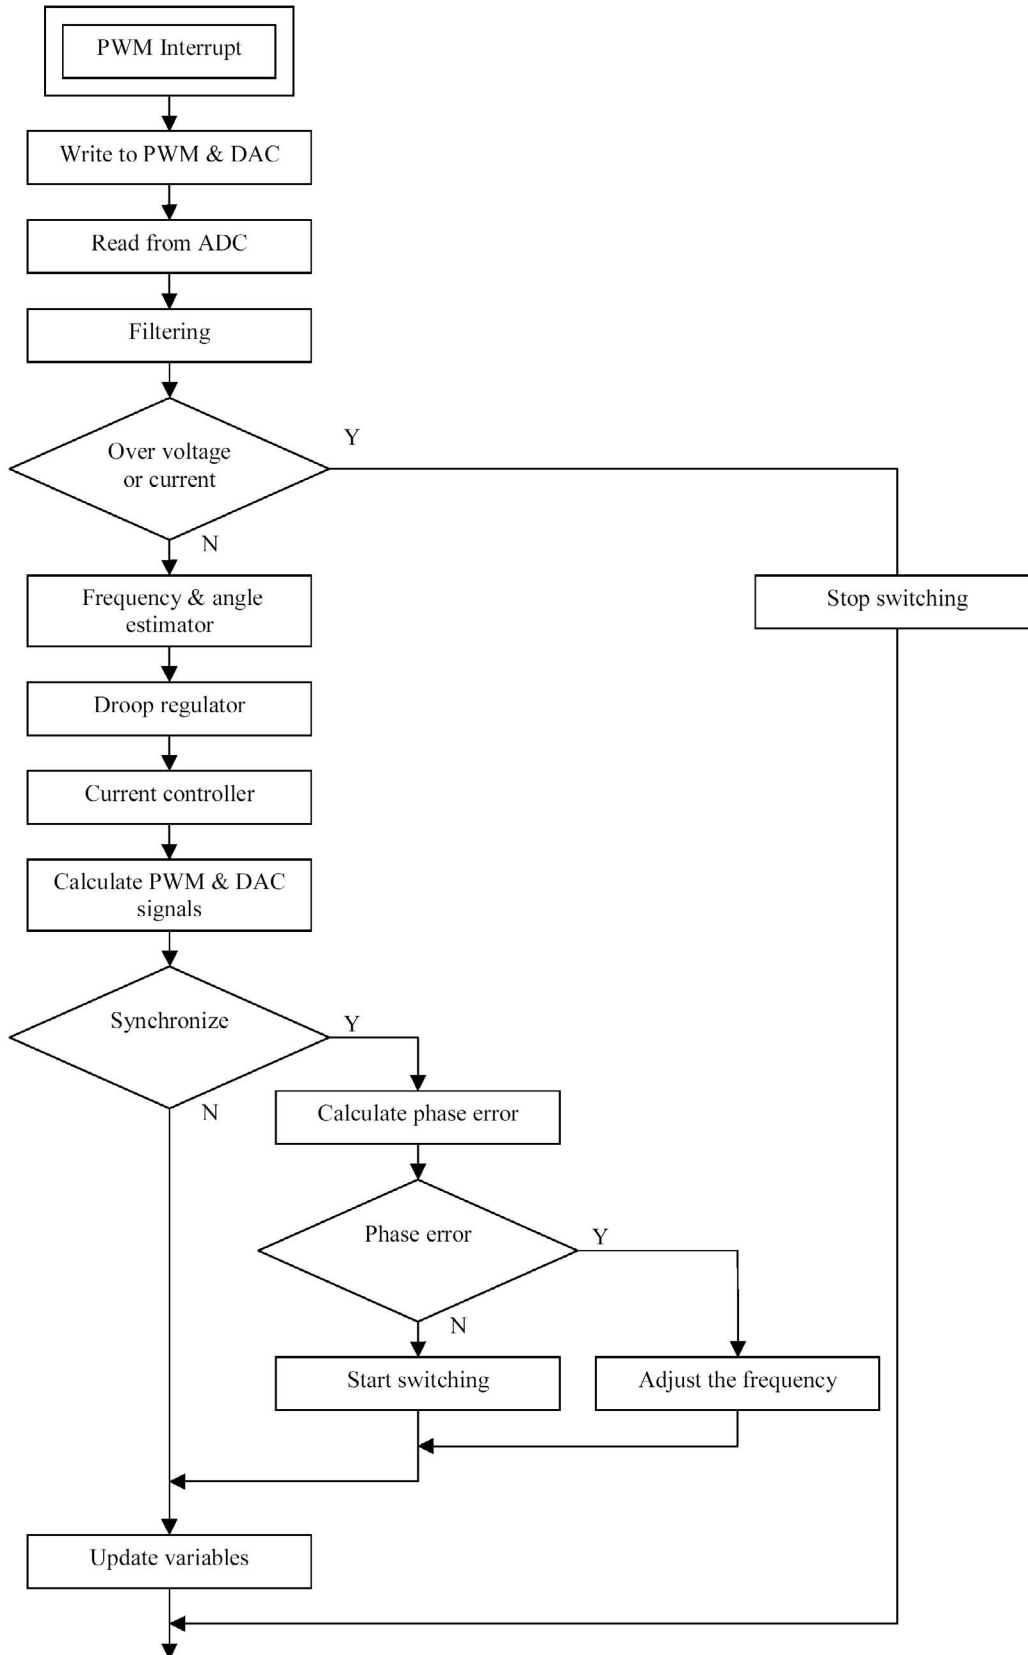 PWM Interrupt
Write to PWM & DAC
Read from ADC
Filtering
Over voltage
or current
Y
N
Frequency & angle
estimator
Stop switching
Droop regulator
Current controller
Calculate PWM & DAC
signals
Synchronize
Y
N
Calculate phase error
Phase error
Y
N
Start switching
Adjust the frequency
Update variables